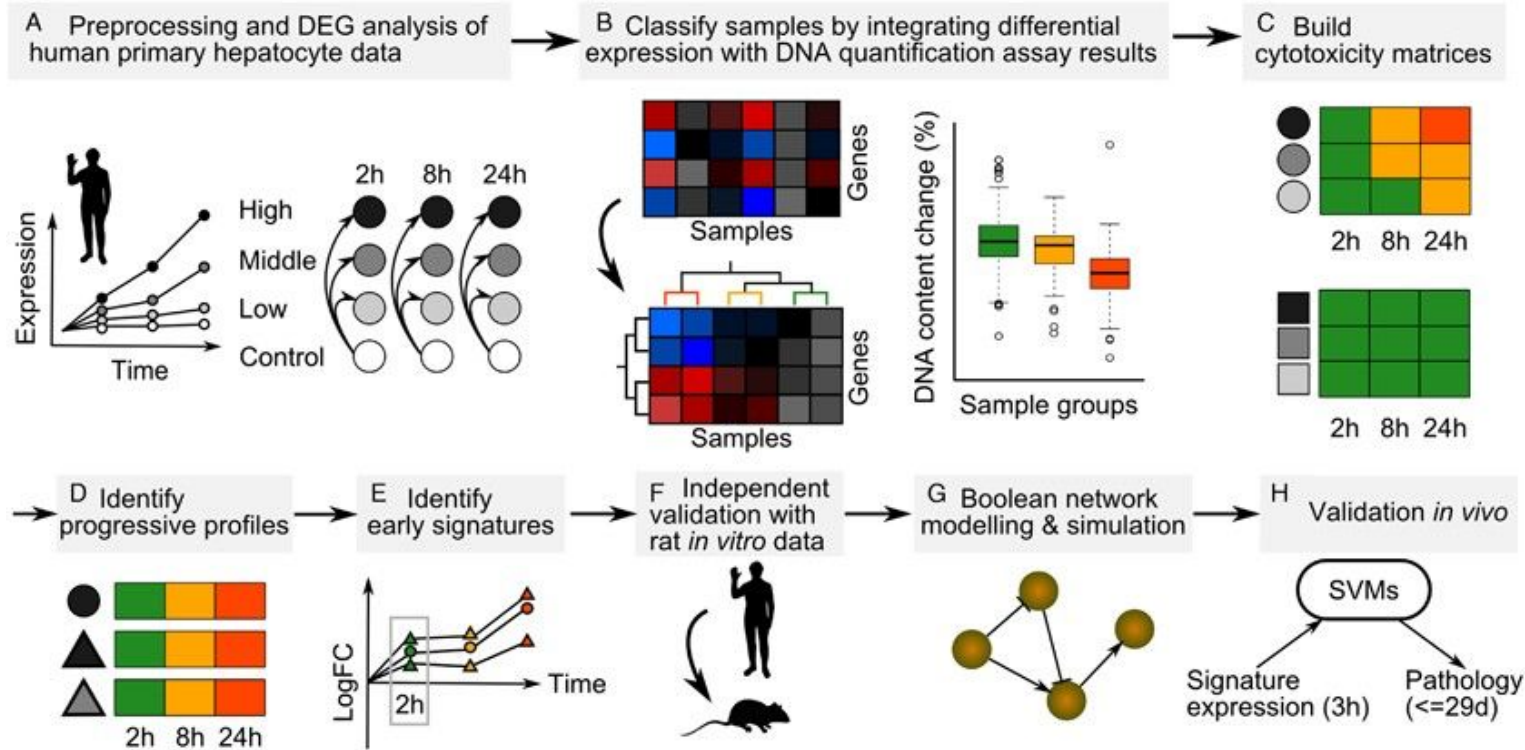 A Preprocessing and DEG analysis of
human primary hepatocyte data
B Classify samples by integrating differential
expression with DNA quantification assay results
C Build
cytotoxicity matrices
Expression
Time
2h 8h 24h
High
Middle
Low
Control
Genes
Samples
Genes
Samples
DNA content change (%)
Sample groups
2h 8h 24h
2h 8h 24h
D Identify
progressive profiles
E Identify
early signatures
F Independent
validation with
rat in vitro data
G Boolean network
modelling & simulation
H Validation in vivo
2h 8h 24h
LogFC
2h
Time
SVMs
Signature
expression (3h)
Pathology
(<=29d)